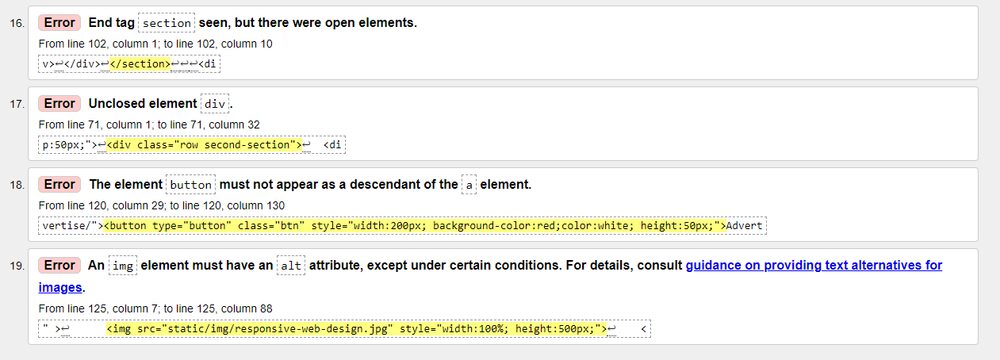 16. Error End tag section seen, but there were open elements.
From line 102, column 1; to line 102, column 10
v>↩</div>↩</section>↩↩↩<di
17. Error Unclosed element div.
From line 71, column 1; to line 71, column 32
p:50px;">↩<div class="row second-section">↩  <di
18. Error The element button must not appear as a descendant of the a element.
From line 120, column 29; to line 120, column 130
vertise/"><button type="button" class="btn" style="width:200px; background-color:red;color:white; height:50px;">Advert
19. Error An img element must have an alt attribute, except under certain conditions. For details, consult guidance on providing text alternatives for
images.
From line 125, column 7; to line 125, column 88
" >↩      <img src="static/img/responsive-web-design.jpg" style="width:100%; height:500px;">↩    <